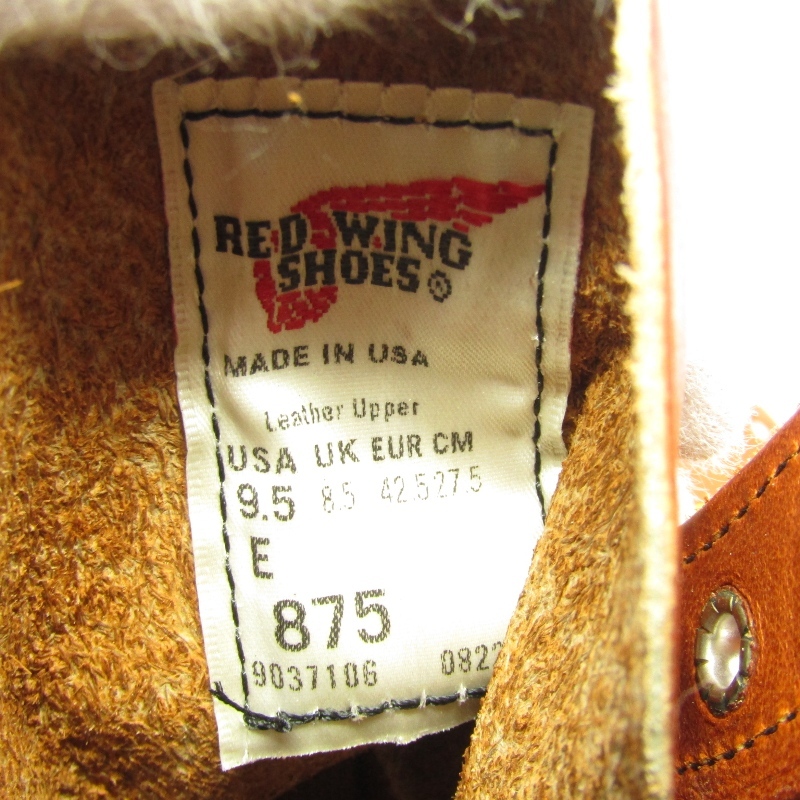 RED WING
SHOES ®
MADE IN USA
Leather Upper
USA UK EUR CM
9.5 8.5 42.5 27.5
E
875
9037106